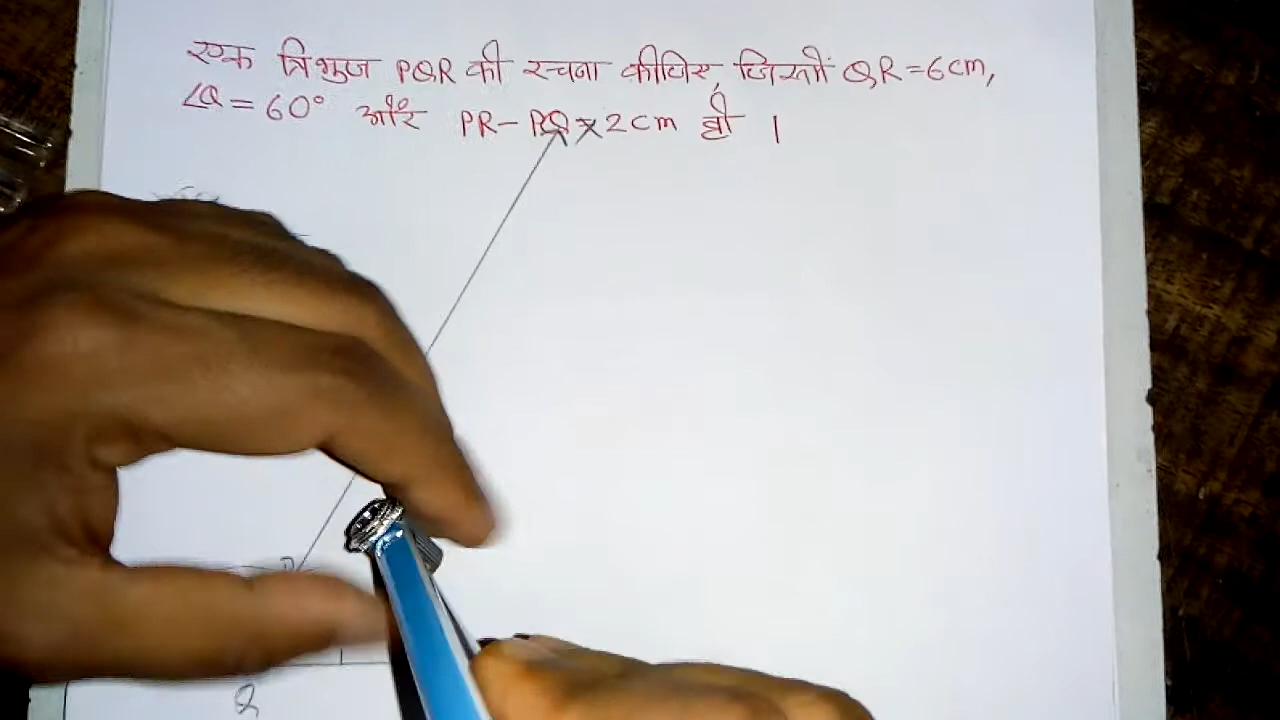 एक त्रिभुज PQR की रचना कीजिए, जिसमें QR=6cm,
∠Q = 60° और PR- PQ = 2cm हो ।
Q